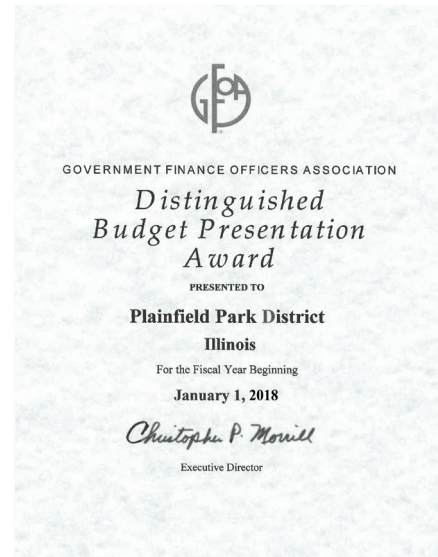 GFOA
GOVERNMENT FINANCE OFFICERS ASSOCIATION
Distinguished
Budget Presentation
Award
PRESENTED TO
Plainfield Park District
Illinois
For the Fiscal Year Beginning
January 1, 2018
Christopher P. Morrill
Executive Director